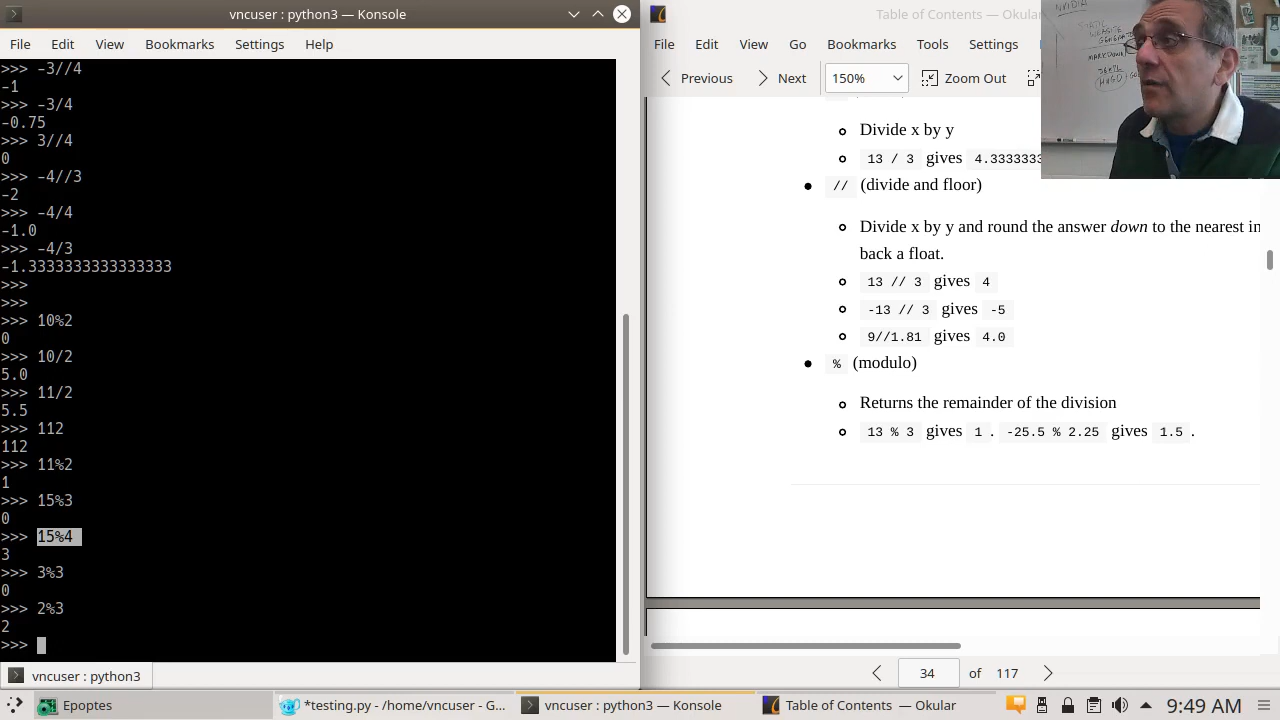 vncuser : python3 — Konsole
File Edit View Bookmarks Settings Help
>>> -3//4
-1
>>> -3/4
-0.75
>>> 3//4
0
>>> -4//3
-2
>>> -4/4
-1.0
>>> -4/3
-1.3333333333333333
>>>
>>>
>>> 10%2
0
>>> 10/2
5.0
>>> 11/2
5.5
>>> 112
112
>>> 11%2
1
>>> 15%3
0
>>> 15%4
3
>>> 3%3
0
>>> 2%3
2
>>>
vncuser : python3
Table of Contents — Okular
File Edit View Go Bookmarks Tools Settings
Previous Next 150% Zoom Out
NVIDIA
STATIC
WEBSITE
MARKDOWN
HUGO
Divide x by y
13 / 3 gives 4.3333333
// (divide and floor)
Divide x by y and round the answer down to the nearest in
back a float.
13 // 3 gives 4
-13 // 3 gives -5
9//1.81 gives 4.0
% (modulo)
Returns the remainder of the division
13 % 3 gives 1 . -25.5 % 2.25 gives 1.5 .
34 of 117
Epoptes *testing.py - /home/vncuser - G... vncuser : python3 — Konsole Table of Contents — Okular 9:49 AM